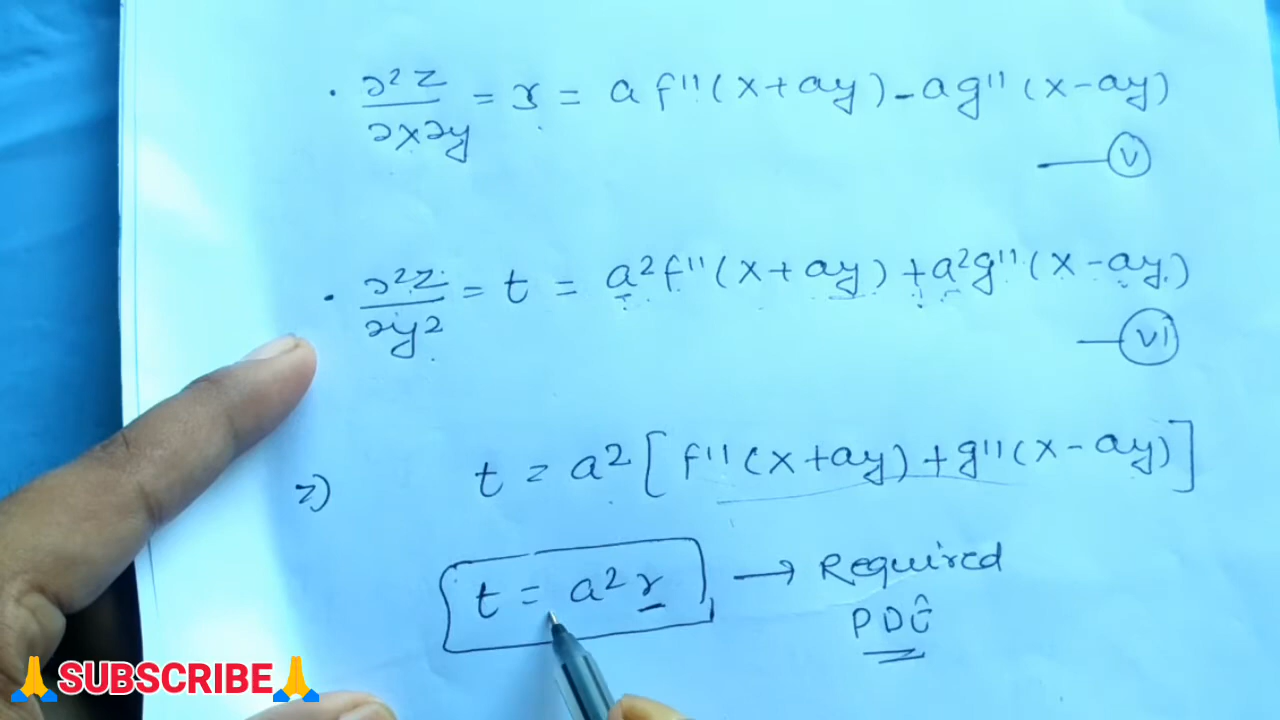 . ∂²z/∂x∂y = r = a f''(x+ay) - a g''(x-ay)
— (v)
. ∂²z/∂y² = t = a²f''(x+ay) + a²g''(x-ay)
— (vi)
⇒ t = a² [f''(x+ay) + g''(x-ay)]
t = a²r → Required
PDE
🙏SUBSCRIBE🙏